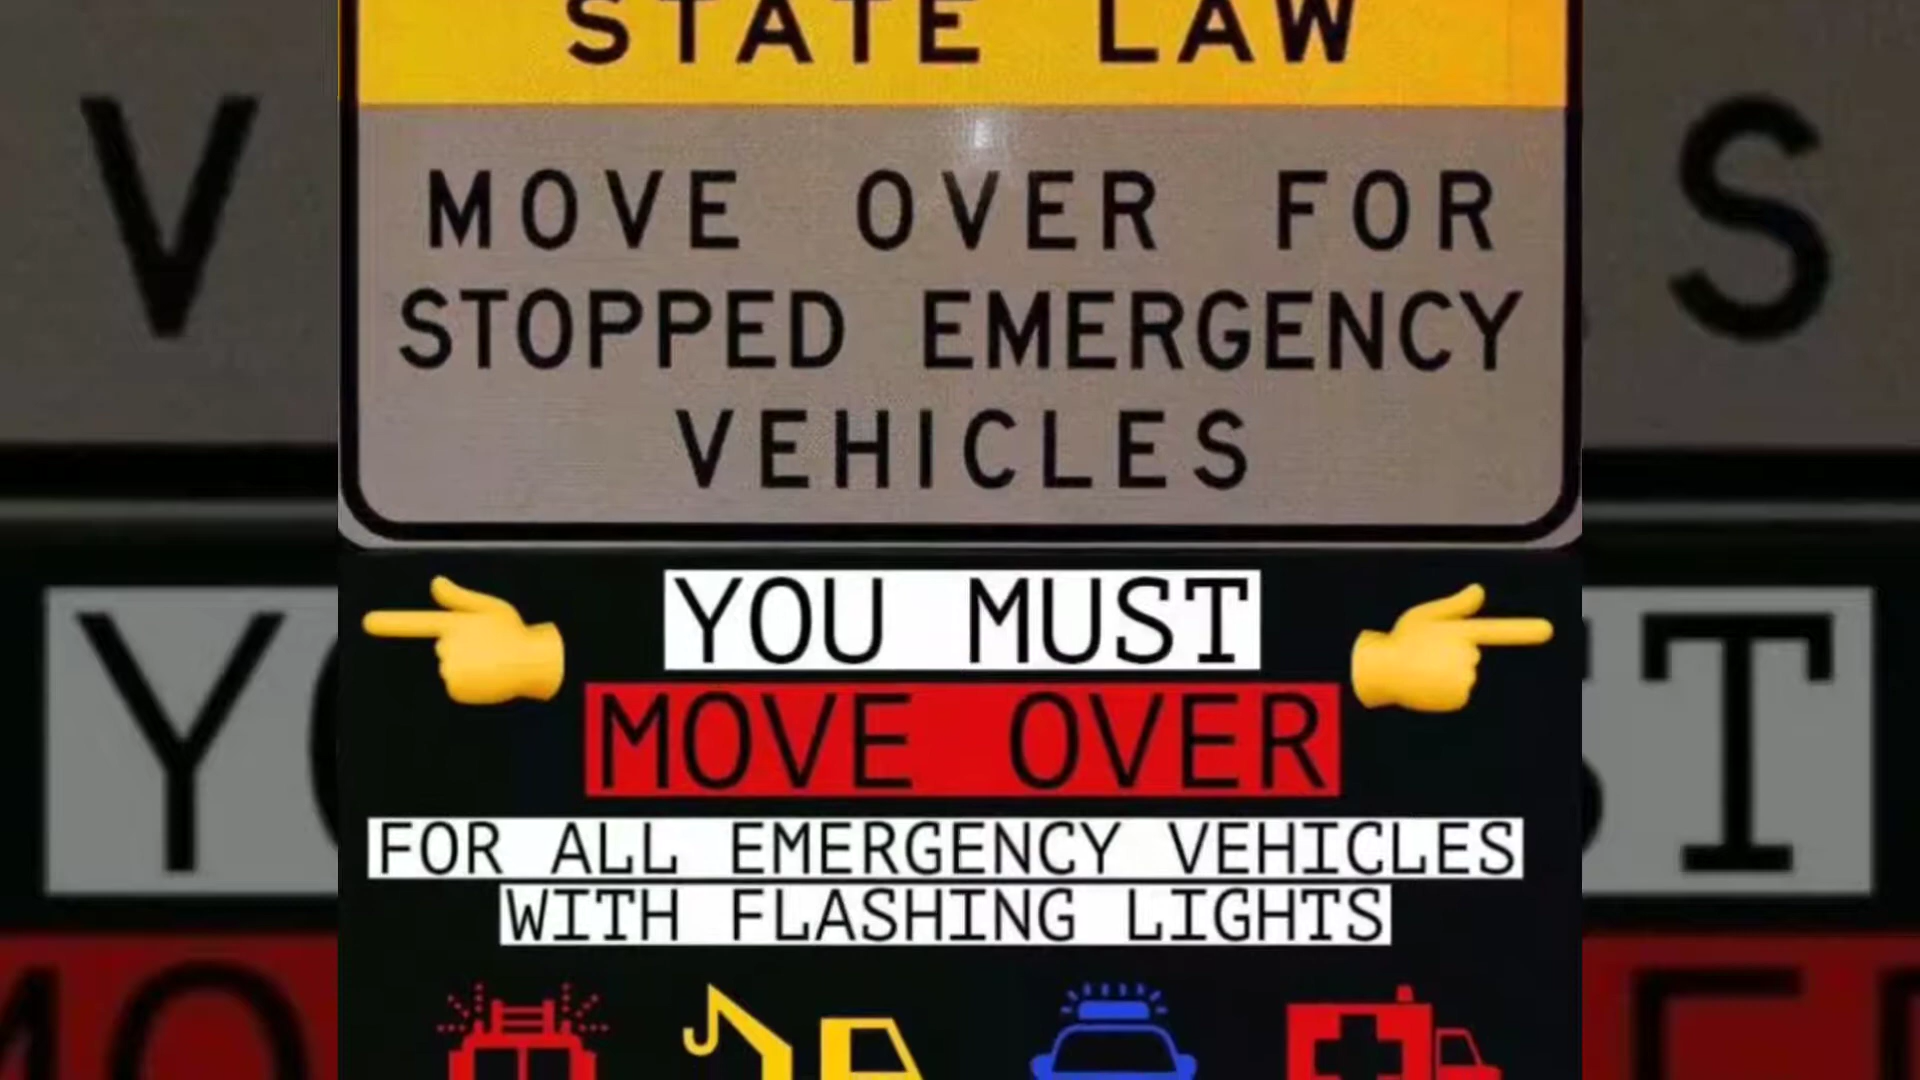 STATE LAW
MOVE OVER FOR
STOPPED EMERGENCY
VEHICLES
YOU MUST
MOVE OVER
FOR ALL EMERGENCY VEHICLES
WITH FLASHING LIGHTS